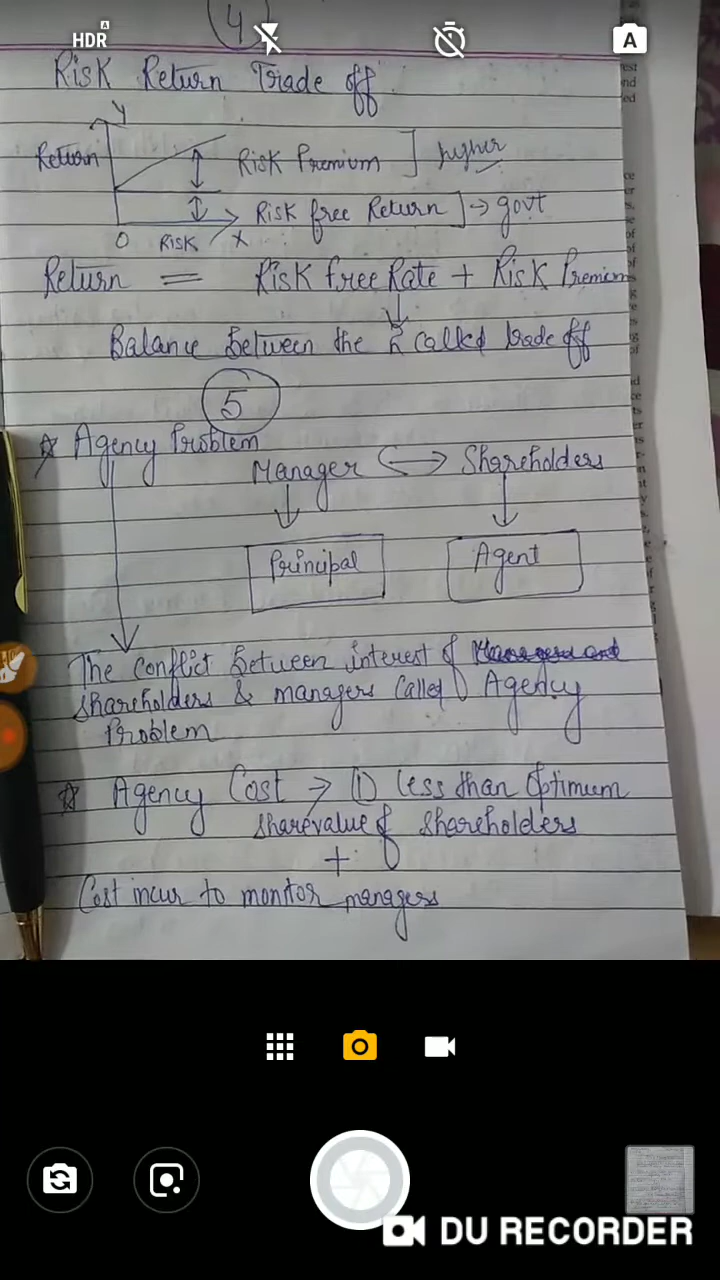 4
HDR A
A
Risk Return Trade off
Y
Return
Risk Premium ] higher
Risk free Return ] → govt
0 RISK X
Return = Risk free Rate + Risk Premium
Balance between the 2 called trade off
5
☆ Agency Problem
Manager ↔ Shareholders
Principal Agent
The conflict between interest of
shareholders & managers called Agency
Problem
☆ Agency Cost → ① less than Optimum
sharevalue of shareholders
+
Cost incur to monitor managers
DU RECORDER